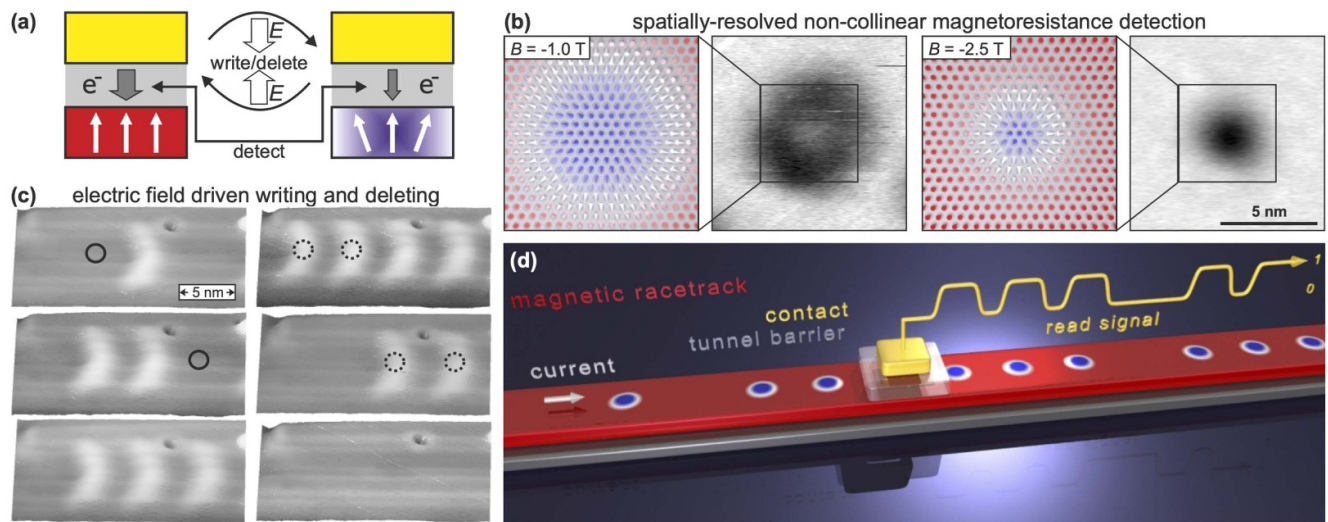 (a)
E
write/delete
E
e⁻
e⁻
detect
(b) spatially-resolved non-collinear magnetoresistance detection
B = -1.0 T
B = -2.5 T
5 nm
(c) electric field driven writing and deleting
5 nm
(d)
magnetic racetrack
contact
tunnel barrier
current
read signal
1
0